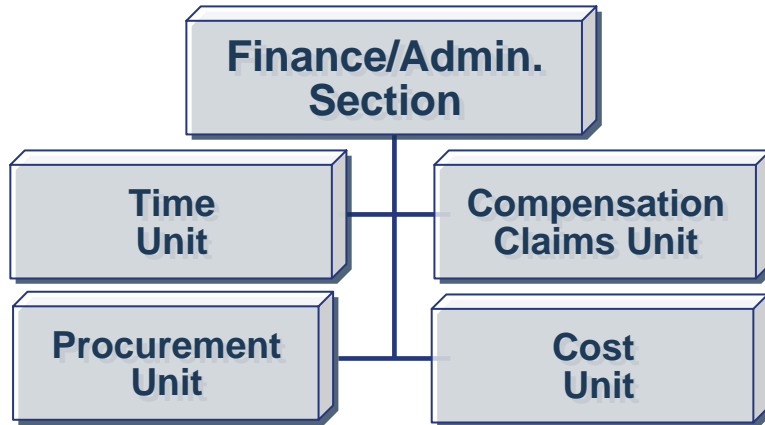 Finance/Admin.
Section
Time
Unit
Compensation
Claims Unit
Procurement
Unit
Cost
Unit